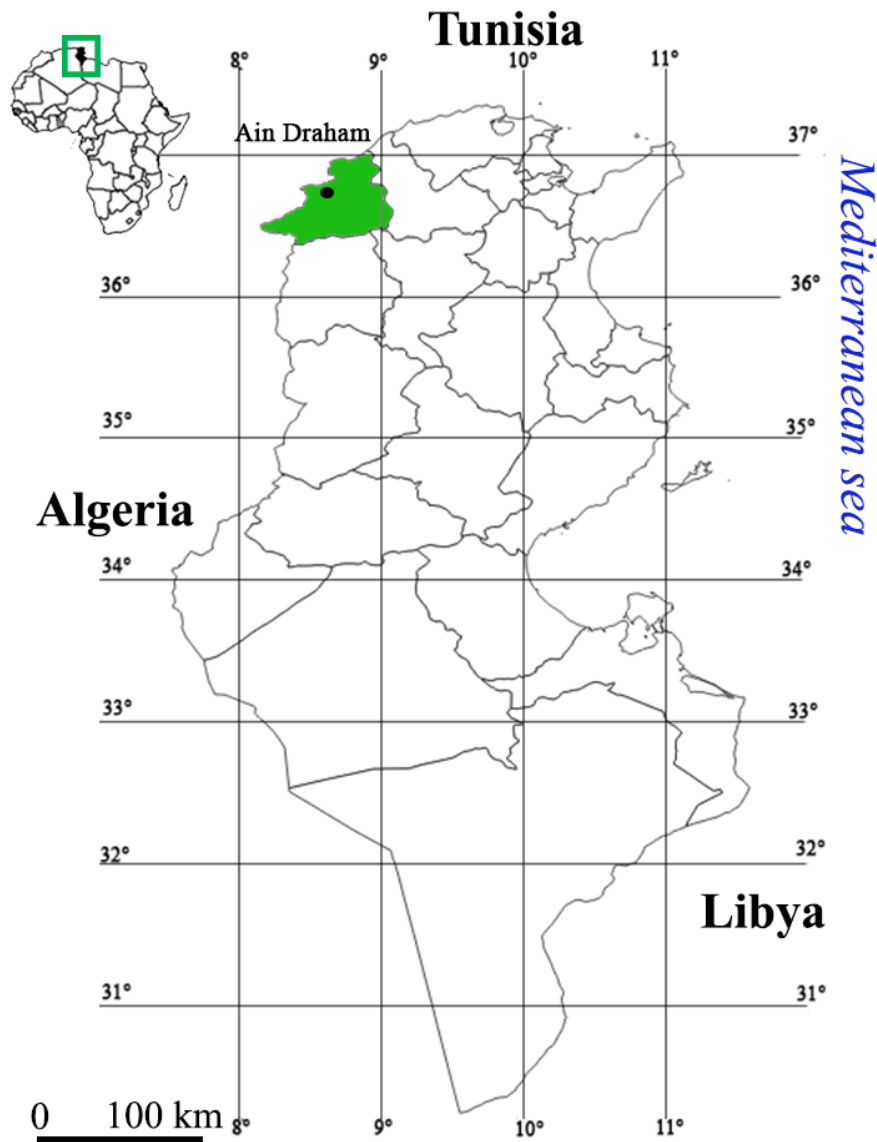 Tunisia
8° 9° 10° 11°
Ain Draham
37° 
Mediterranean sea
36° 36°
35° 35°
Algeria
34° 34°
33° 33°
32° 32°
Libya
31° 31°
0 100 km
8° 9° 10° 11°